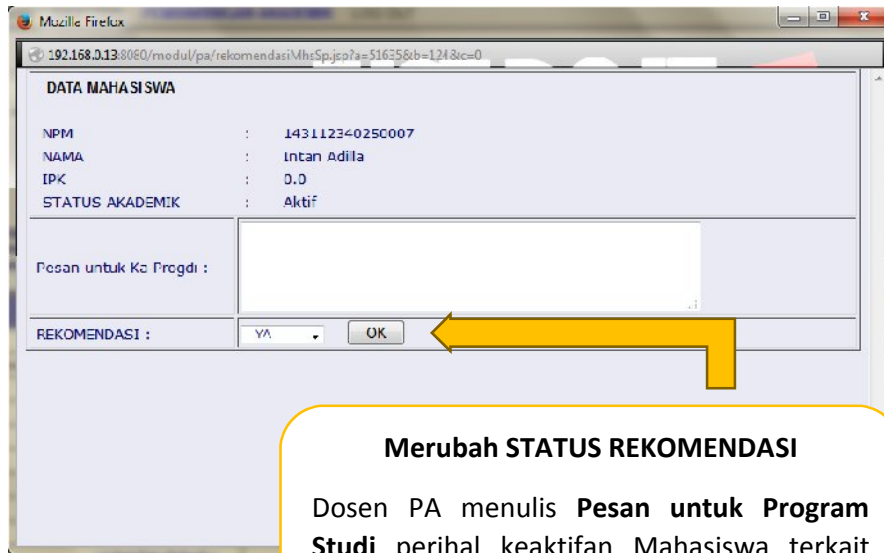 Mozilla Firefox
192.168.0.13:8080/modul/pa/rekomendasiMhsSp.jsp?a=51635&b=124&c=0
DATA MAHASISWA
NPM : 143112340250007
NAMA : Intan Adilla
IPK : 0.0
STATUS AKADEMIK : Aktif
Pesan untuk Ka Progdi :
REKOMENDASI : YA OK
Merubah STATUS REKOMENDASI
Dosen PA menulis Pesan untuk Program
Studi perihal keaktifan Mahasiswa terkait